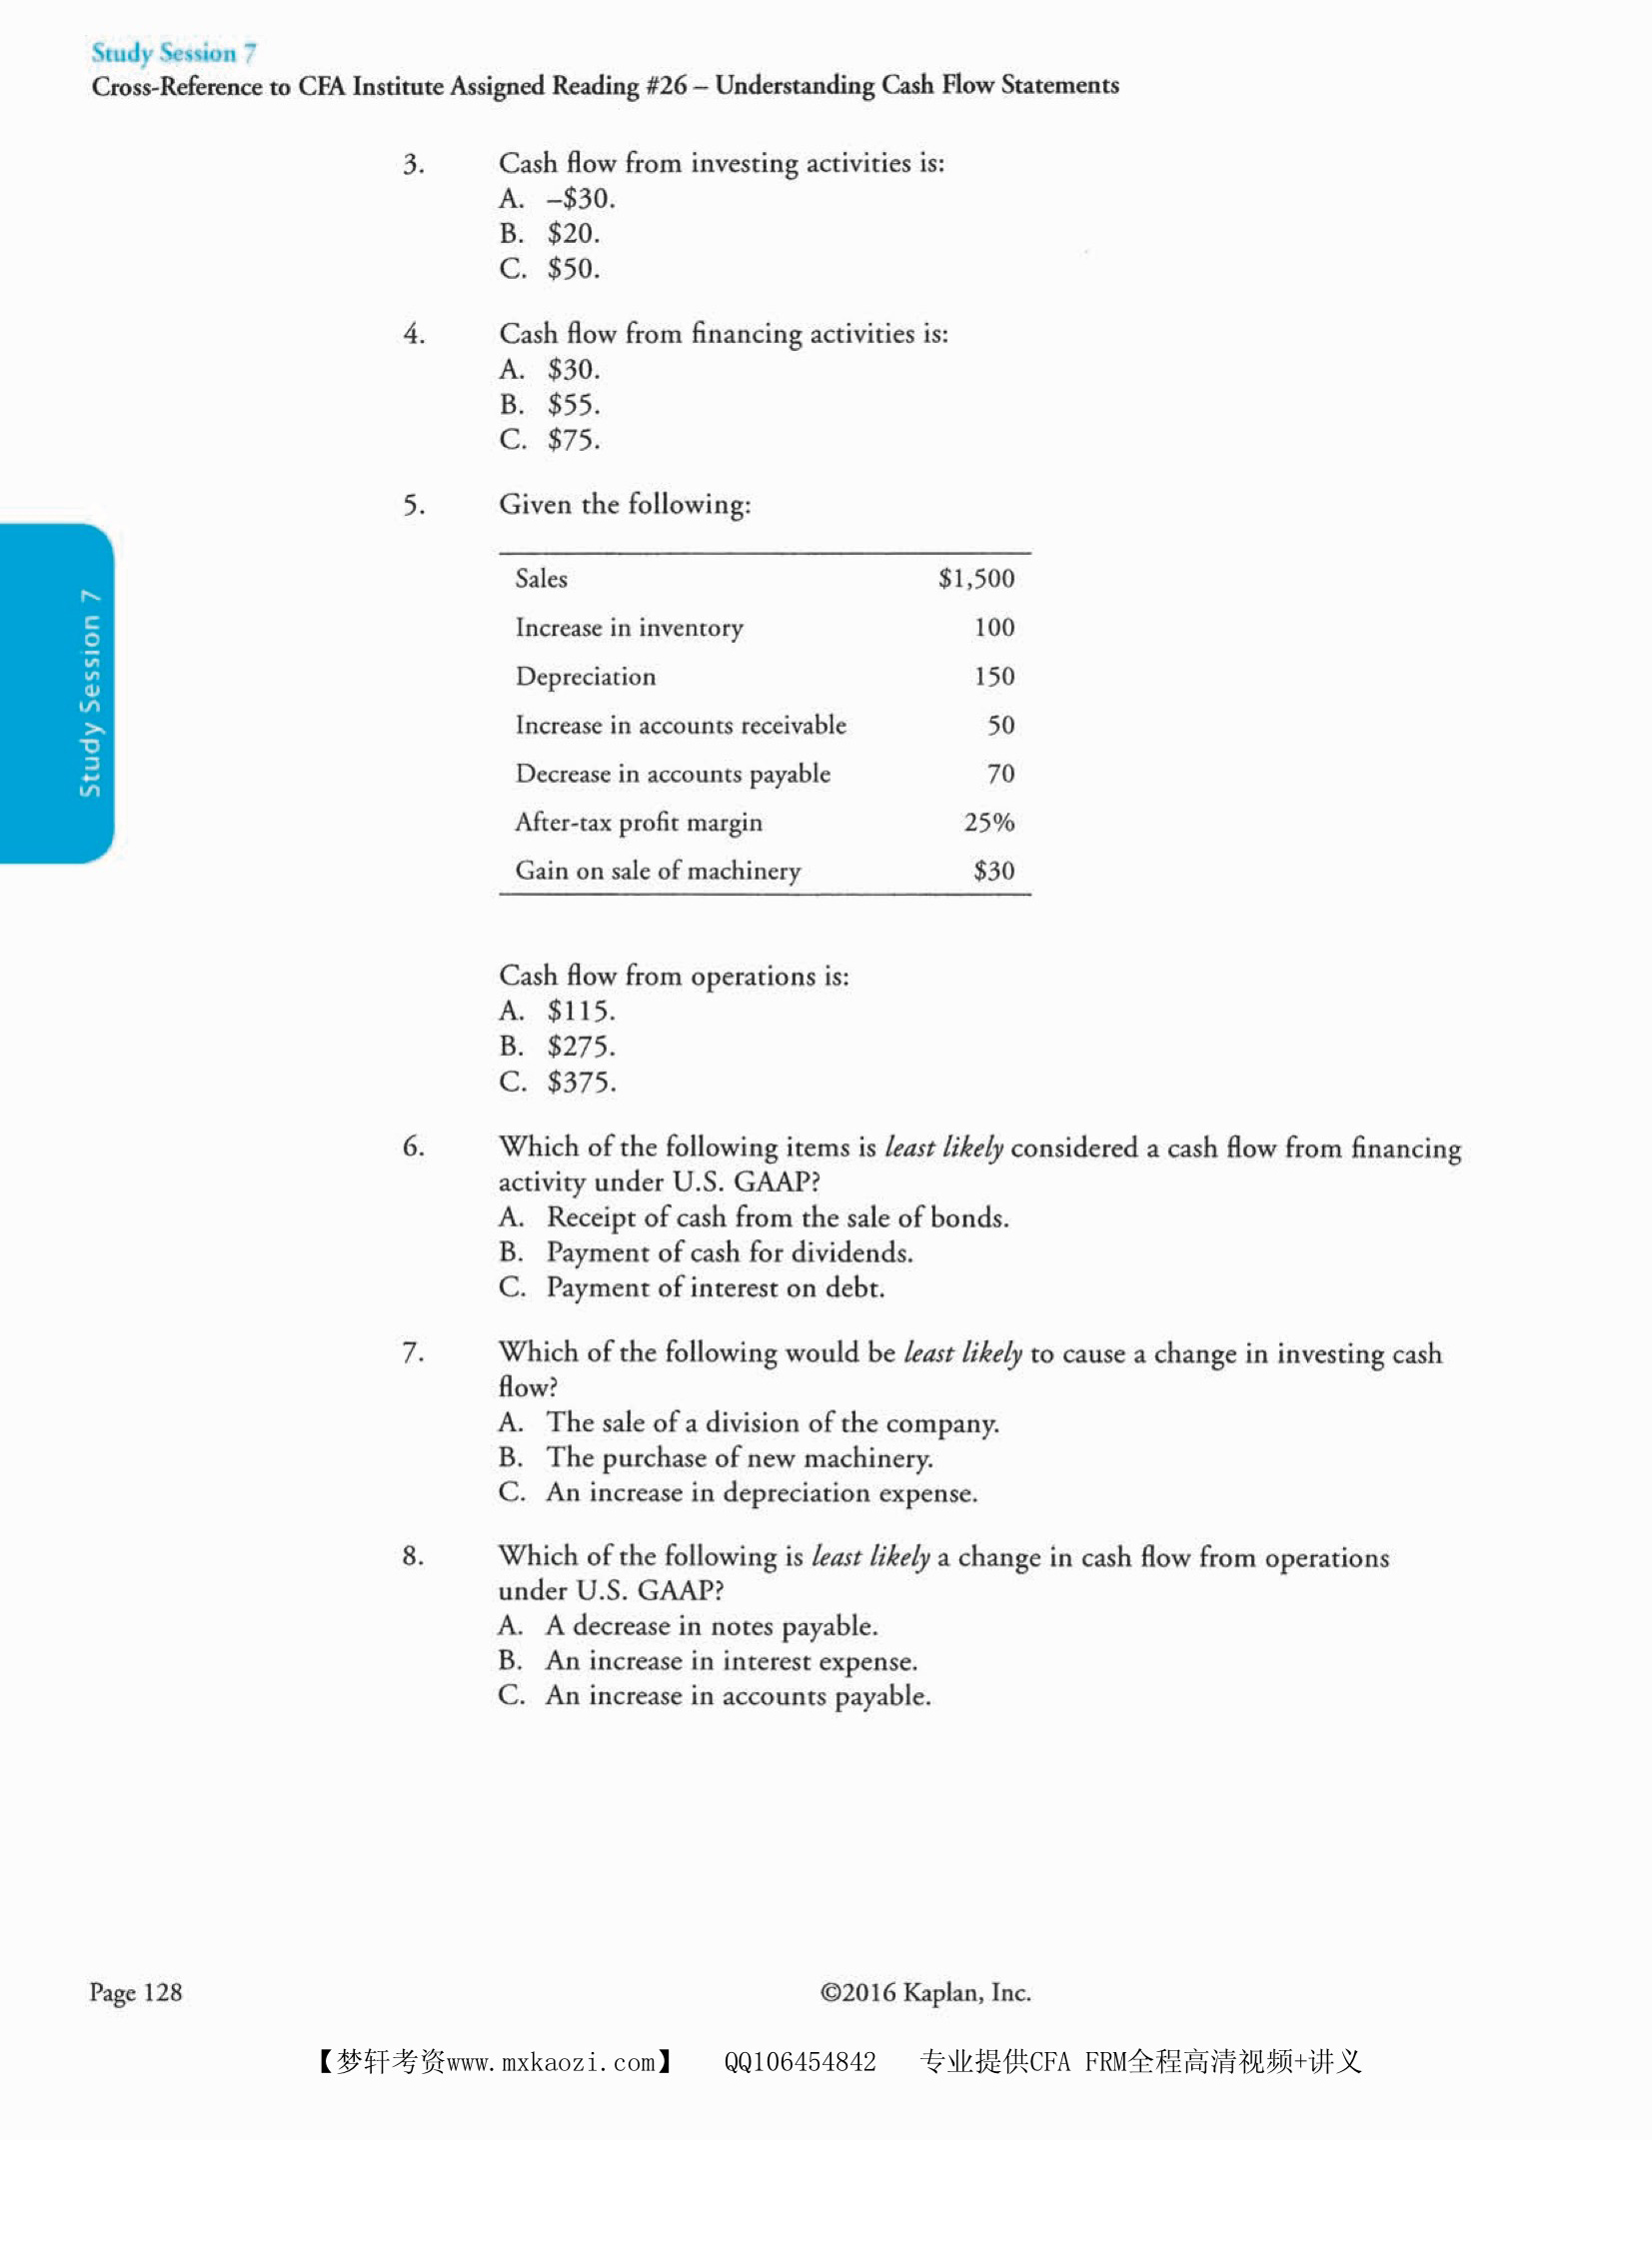 Study Session 7
Cross-Reference to CFA Institute Assigned Reading #26 – Understanding Cash Flow Statements
3. Cash flow from investing activities is:
A. –$30.
B. $20.
C. $50.
4. Cash flow from financing activities is:
A. $30.
B. $55.
C. $75.
5. Given the following:
Sales $1,500
Increase in inventory 100
Depreciation 150
Increase in accounts receivable 50
Decrease in accounts payable 70
After-tax profit margin 25%
Gain on sale of machinery $30
Study Session 7
Cash flow from operations is:
A. $115.
B. $275.
C. $375.
6. Which of the following items is least likely considered a cash flow from financing
activity under U.S. GAAP?
A. Receipt of cash from the sale of bonds.
B. Payment of cash for dividends.
C. Payment of interest on debt.
7. Which of the following would be least likely to cause a change in investing cash
flow?
A. The sale of a division of the company.
B. The purchase of new machinery.
C. An increase in depreciation expense.
8. Which of the following is least likely a change in cash flow from operations
under U.S. GAAP?
A. A decrease in notes payable.
B. An increase in interest expense.
C. An increase in accounts payable.
Page 128 ©2016 Kaplan, Inc.
【梦轩考资www.mxkaozi.com】 QQ106454842 专业提供CFA FRM全程高清视频+讲义